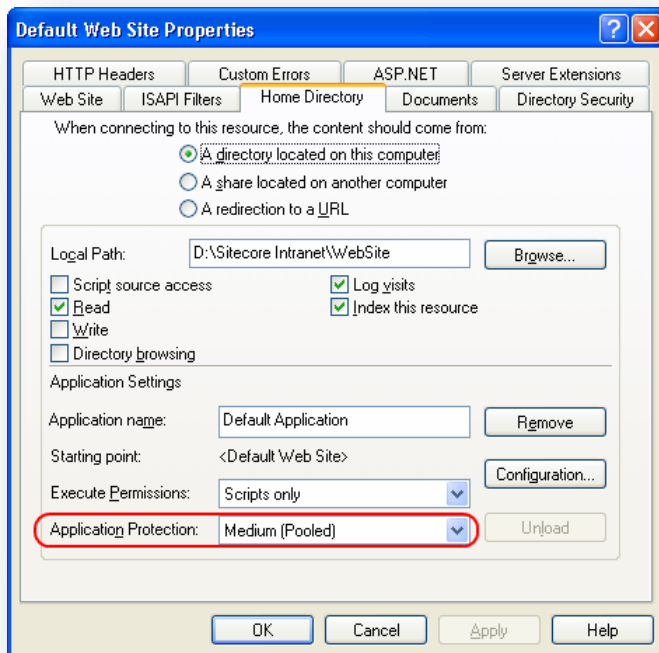 Default Web Site Properties
HTTP Headers Custom Errors ASP.NET Server Extensions
Web Site ISAPI Filters Home Directory Documents Directory Security
When connecting to this resource, the content should come from:
A directory located on this computer
A share located on another computer
A redirection to a URL
Local Path: D:\Sitecore Intranet\WebSite Browse...
Script source access Log visits
Read Index this resource
Write
Directory browsing
Application Settings
Application name: Default Application Remove
Starting point: <Default Web Site>
Configuration...
Execute Permissions: Scripts only
Application Protection: Medium (Pooled) Unload
OK Cancel Apply Help